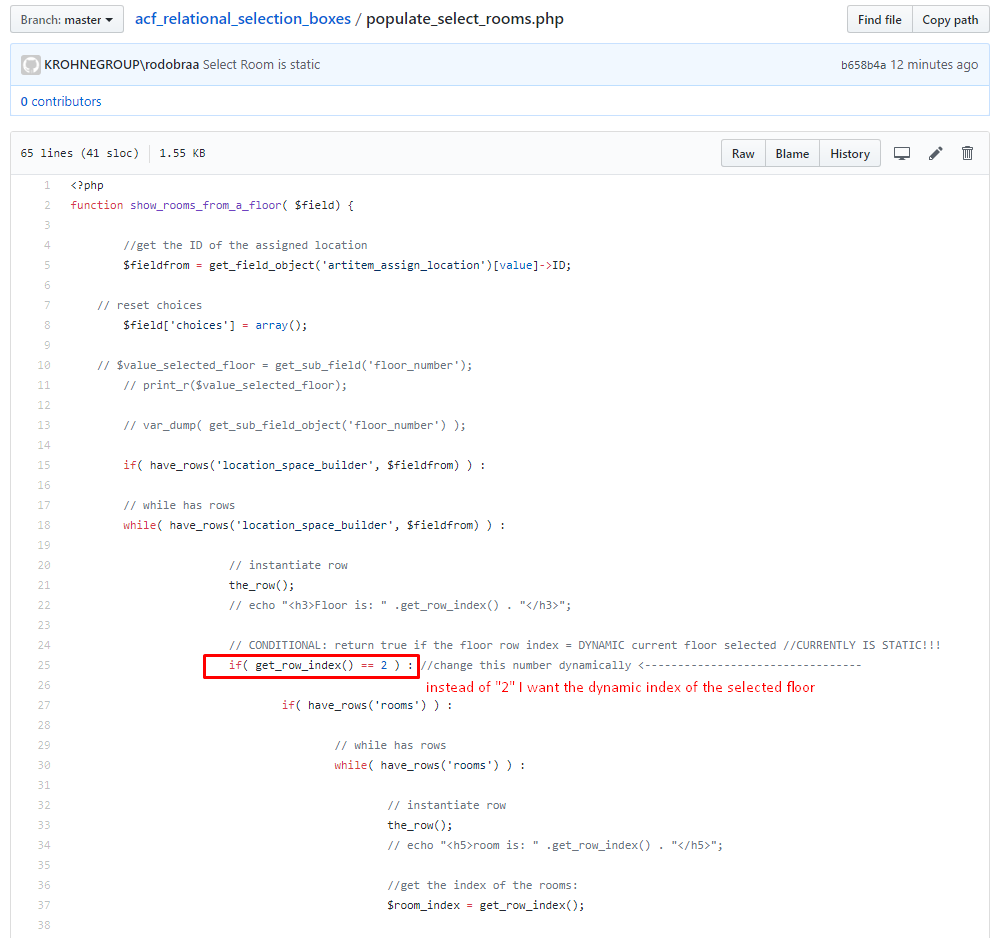 Branch: master acf_relational_selection_boxes / populate_select_rooms.php Find file Copy path
KROHNEGROUP\rodobraa Select Room is static b658b4a 12 minutes ago
0 contributors
65 lines (41 sloc) 1.55 KB Raw Blame History
1 <?php
2 function show_rooms_from_a_floor( $field) {
3
4 //get the ID of the assigned location
5 $fieldfrom = get_field_object('artitem_assign_location')[value]->ID;
6
7 // reset choices
8 $field['choices'] = array();
9
10 // $value_selected_floor = get_sub_field('floor_number');
11 // print_r($value_selected_floor);
12
13 // var_dump( get_sub_field_object('floor_number') );
14
15 if( have_rows('location_space_builder', $fieldfrom) ) :
16
17 // while has rows
18 while( have_rows('location_space_builder', $fieldfrom) ) :
19
20 // instantiate row
21 the_row();
22 // echo "<h3>Floor is: " .get_row_index() . "</h3>";
23
24 // CONDITIONAL: return true if the floor row index = DYNAMIC current floor selected //CURRENTLY IS STATIC!!!
25 if( get_row_index() == 2 ) : //change this number dynamically <---------------------------------
26 instead of "2" I want the dynamic index of the selected floor
27 if( have_rows('rooms') ) :
28
29 // while has rows
30 while( have_rows('rooms') ) :
31
32 // instantiate row
33 the_row();
34 // echo "<h5>room is: " .get_row_index() . "</h5>";
35
36 //get the index of the rooms:
37 $room_index = get_row_index();
38